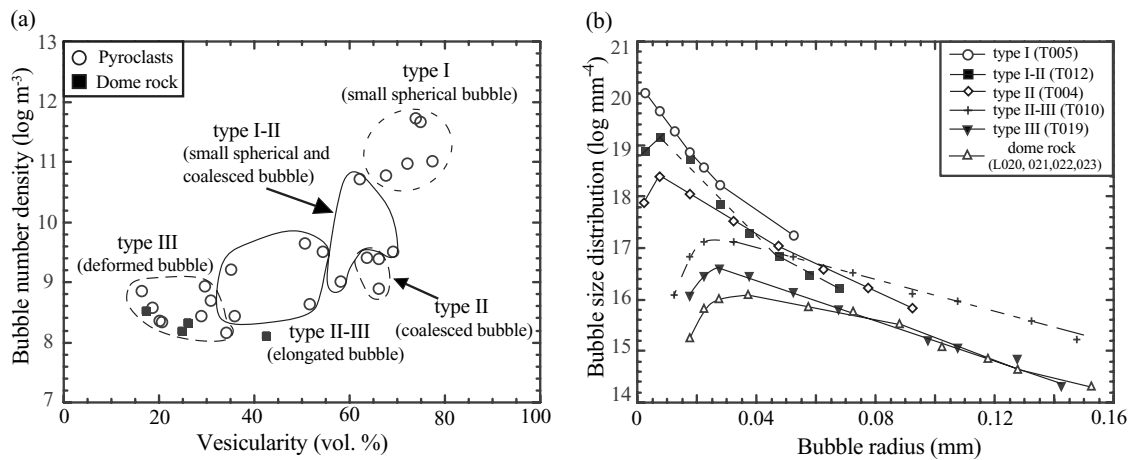 (a)
13
12
11
10
9
8
7
Bubble number density (log m⁻³)
Pyroclasts
Dome rock
type I
(small spherical bubble)
type I-II
(small spherical and
coalesced bubble)
type III
(deformed bubble)
type II
(coalesced bubble)
type II-III
(elongated bubble)
0 20 40 60 80 100
Vesicularity (vol. %)
(b)
21
20
19
18
17
16
15
14
Bubble size distribution (log mm⁻⁴)
type I (T005)
type I-II (T012)
type II (T004)
type II-III (T010)
type III (T019)
dome rock
(L020, 021,022,023)
0 0.04 0.08 0.12 0.16
Bubble radius (mm)